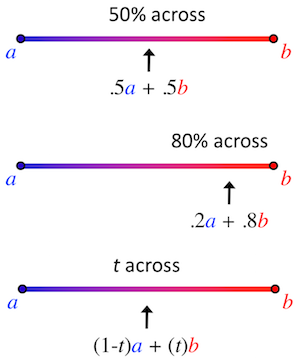 50% across
a b
.5a + .5b
80% across
a b
.2a + .8b
t across
a b
(1-t)a + (t)b